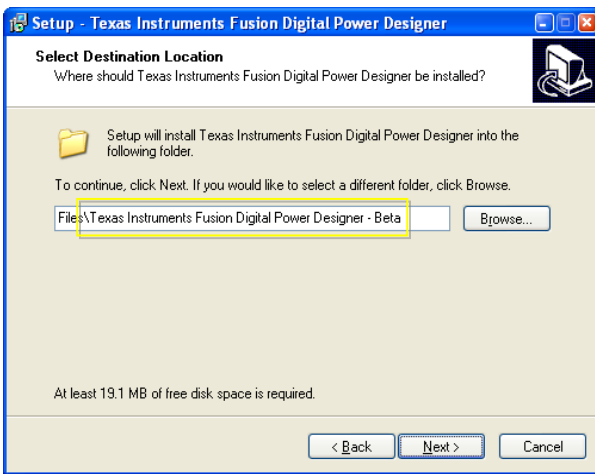 Setup - Texas Instruments Fusion Digital Power Designer
Select Destination Location
Where should Texas Instruments Fusion Digital Power Designer be installed?
Setup will install Texas Instruments Fusion Digital Power Designer into the
following folder.
To continue, click Next. If you would like to select a different folder, click Browse.
Files\Texas Instruments Fusion Digital Power Designer - Beta
Browse...
At least 19.1 MB of free disk space is required.
< Back
Next >
Cancel